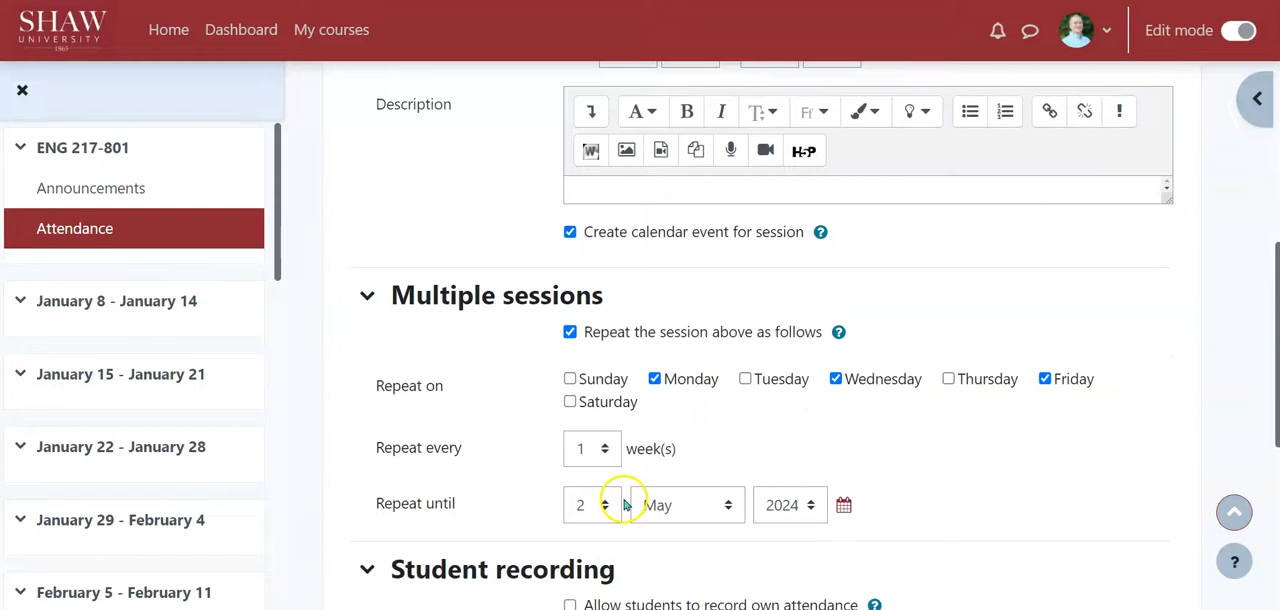 SHAW
UNIVERSITY
1865
Home Dashboard My courses
Edit mode
ENG 217-801
Announcements
Attendance
January 8 - January 14
January 15 - January 21
January 22 - January 28
January 29 - February 4
February 5 - February 11
Description
A B I T Ff
W H-P
Create calendar event for session ?
Multiple sessions
Repeat the session above as follows ?
Repeat on
Sunday Monday Tuesday Wednesday Thursday Friday
Saturday
Repeat every 1 week(s)
Repeat until 2 May 2024
Student recording
Allow students to record own attendance ?
?